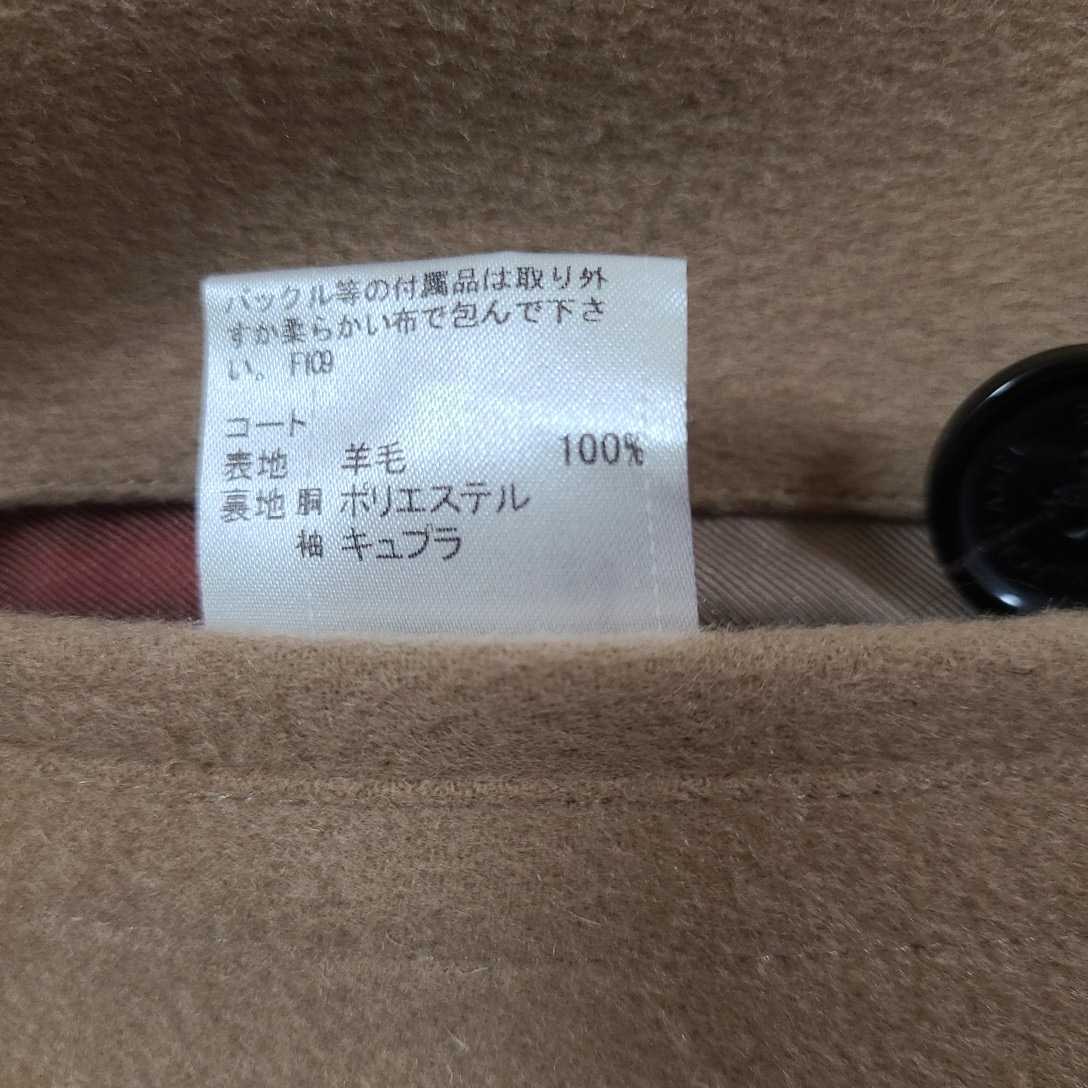 バックル等の付属品は取り外
すか柔らかい布で包んで下さ
い。 F109
コート
表地 羊毛 100%
裏地 胴 ポリエステル
袖 キュプラ